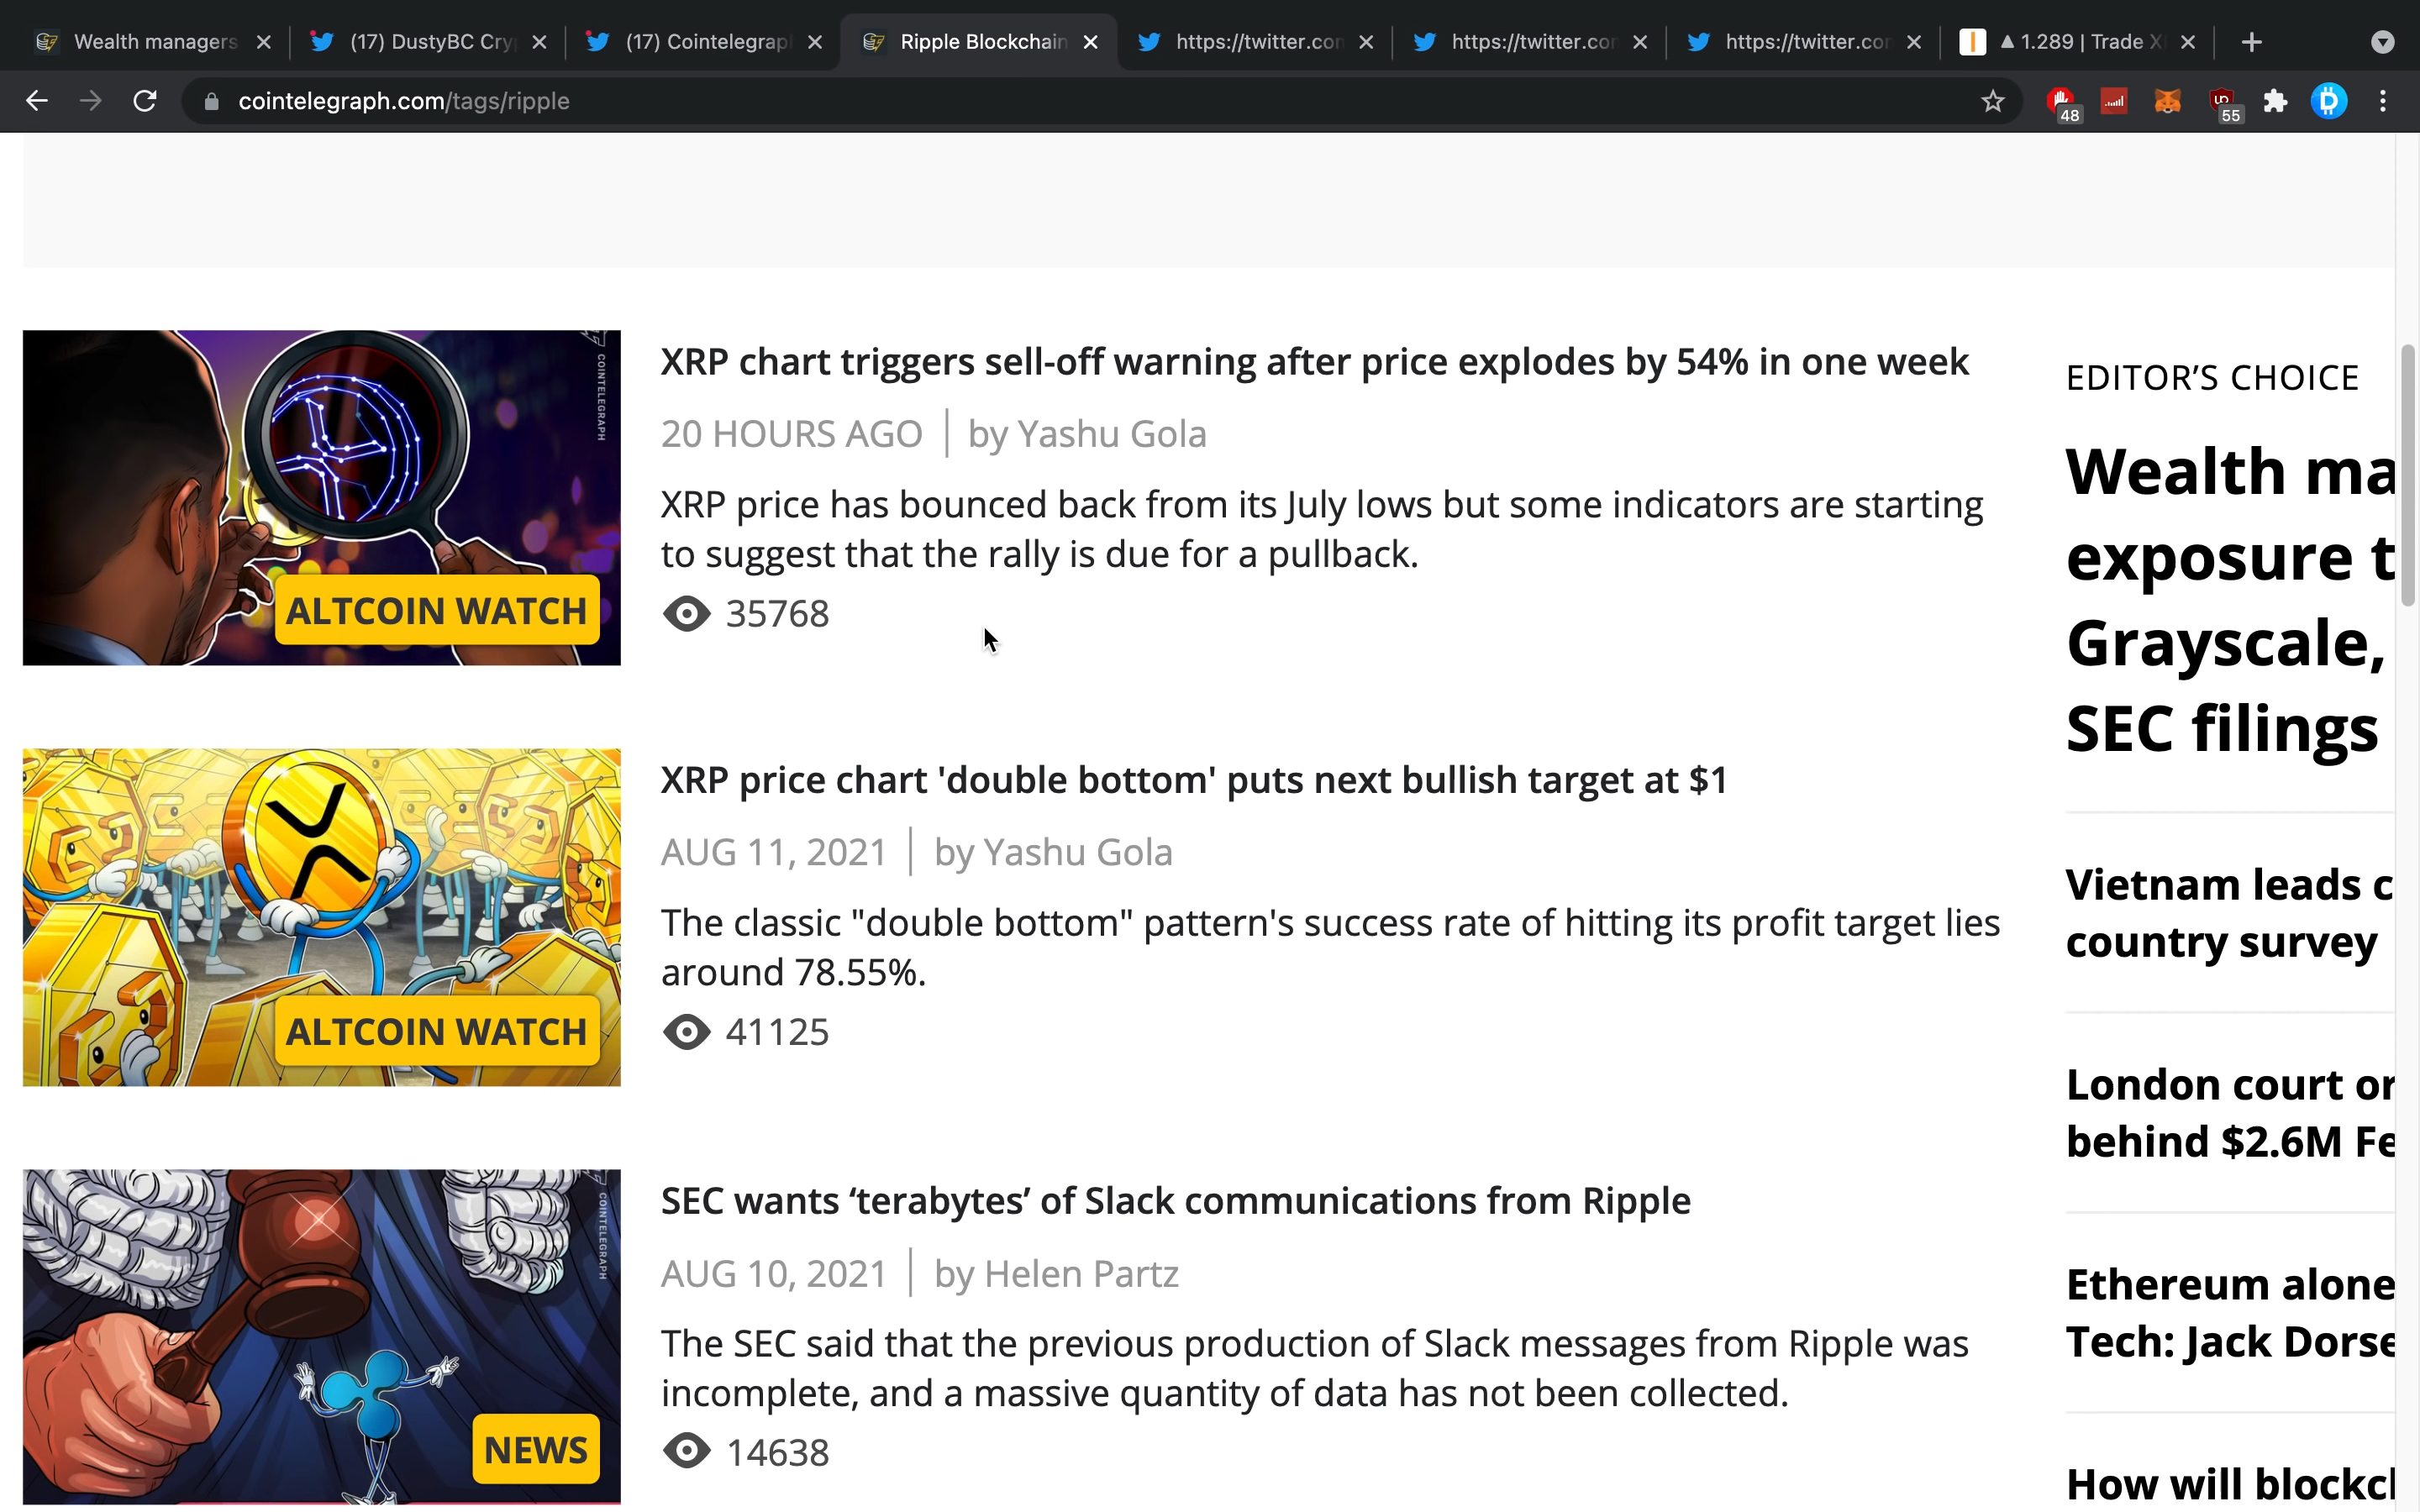 Wealth managers
(17) DustyBC Cry
(17) Cointelegrap
Ripple Blockchain
https://twitter.con
https://twitter.cor
https://twitter.cor
▲ 1.289 | Trade X
cointelegraph.com/tags/ripple
48
55
COINTELEGRAPH
ALTCOIN WATCH
XRP chart triggers sell-off warning after price explodes by 54% in one week
20 HOURS AGO | by Yashu Gola
XRP price has bounced back from its July lows but some indicators are starting
to suggest that the rally is due for a pullback.
35768
ALTCOIN WATCH
XRP price chart 'double bottom' puts next bullish target at $1
AUG 11, 2021 | by Yashu Gola
The classic "double bottom" pattern's success rate of hitting its profit target lies
around 78.55%.
41125
COINTELEGRAPH
NEWS
SEC wants ‘terabytes’ of Slack communications from Ripple
AUG 10, 2021 | by Helen Partz
The SEC said that the previous production of Slack messages from Ripple was
incomplete, and a massive quantity of data has not been collected.
14638
EDITOR’S CHOICE
Wealth ma
exposure t
Grayscale,
SEC filings
Vietnam leads c
country survey
London court or
behind $2.6M Fe
Ethereum alone
Tech: Jack Dorse
How will blockcl